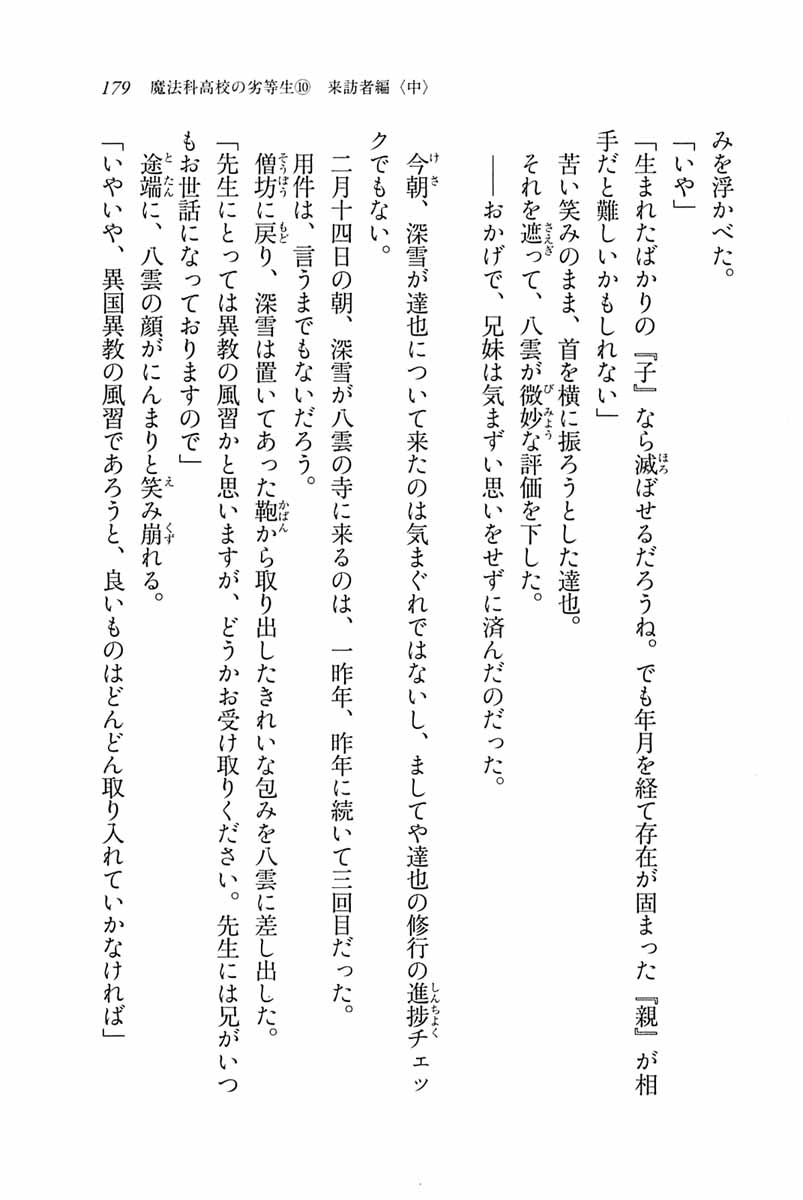 179　魔法科高校の劣等生⑩　来訪者編〈中〉
みを浮かべた。
「いや」
「生まれたばかりの『子』なら滅ぼせるだろうね。でも年月を経て存在が固まった『親』が相
手だと難しいかもしれない」
苦い笑みのまま、首を横に振ろうとした達也。
それを遮って、八雲が微妙な評価を下した。
――おかげで、兄妹は気まずい思いをせずに済んだのだった。
今朝、深雪が達也について来たのは気まぐれではないし、ましてや達也の修行の進捗チェッ
クでもない。
二月十四日の朝、深雪が八雲の寺に来るのは、一昨年、昨年に続いて三回目だった。
用件は、言うまでもないだろう。
僧坊に戻り、深雪は置いてあった鞄から取り出したきれいな包みを八雲に差し出した。
「先生にとっては異教の風習かと思いますが、どうかお受け取りください。先生には兄がいつ
もお世話になっておりますので」
途端に、八雲の顔がにんまりと笑み崩れる。
「いやいや、異国異教の風習であろうと、良いものはどんどん取り入れていかなければ」